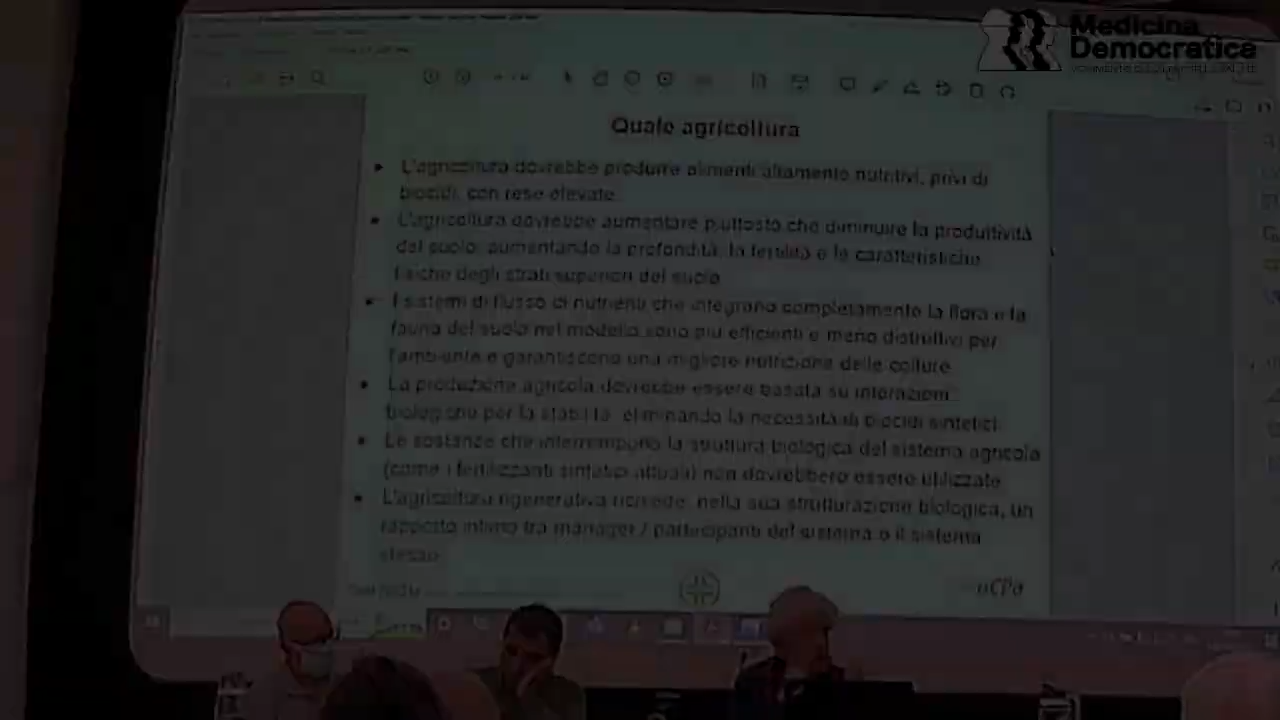 Medicina
Democratica
Quale agricoltura
L'agricoltura dovrebbe produrre alimenti altamente nutritivi, privi di
biocidi, con rese elevate.
L'agricoltura dovrebbe aumentare piuttosto che diminuire la produttività
del suolo, aumentando la profondità, la fertilità e le caratteristiche
fisiche degli strati superiori del suolo
I sistemi di flusso di nutrienti che integrano completamente la flora e la
fauna del suolo nel modello sono più efficienti e meno distruttivi per
l'ambiente e garantiscono una migliore nutrizione delle colture.
La produzione agricola dovrebbe essere basata su interazioni
biologiche per la stabilità, eliminando la necessità di biocidi sintetici.
Le sostanze che interrompono la struttura biologica del sistema agricolo
(come i fertilizzanti sintetici attuali) non dovrebbero essere utilizzate
L'agricoltura rigenerativa richiede, nella sua strutturazione biologica, un
rapporto intimo tra manager / partecipanti del sistema e il sistema
stesso